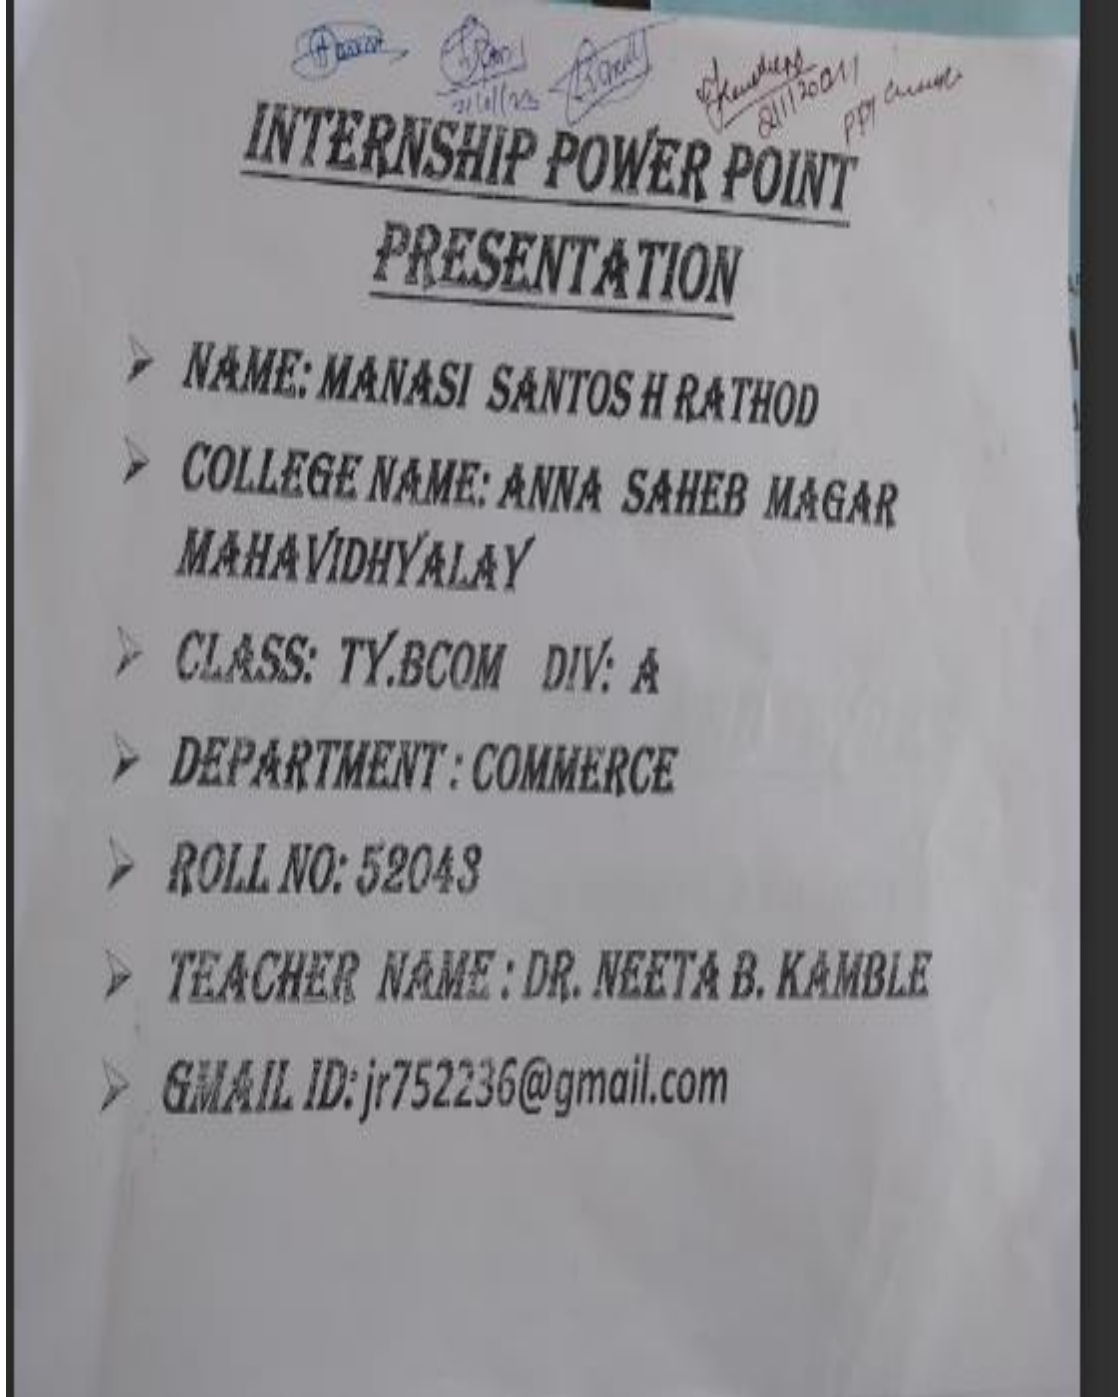 INTERNSHIP POWER POINT
PRESENTATION
NAME: MANASI SANTOS H RATHOD
COLLEGE NAME: ANNA SAHEB MAGAR
MAHAVIDHYALAY
CLASS: TY.BCOM DIV: A
DEPARTMENT : COMMERCE
ROLL NO: 52043
TEACHER NAME : DR. NEETA B. KAMBLE
GMAIL ID: jr752236@gmail.com